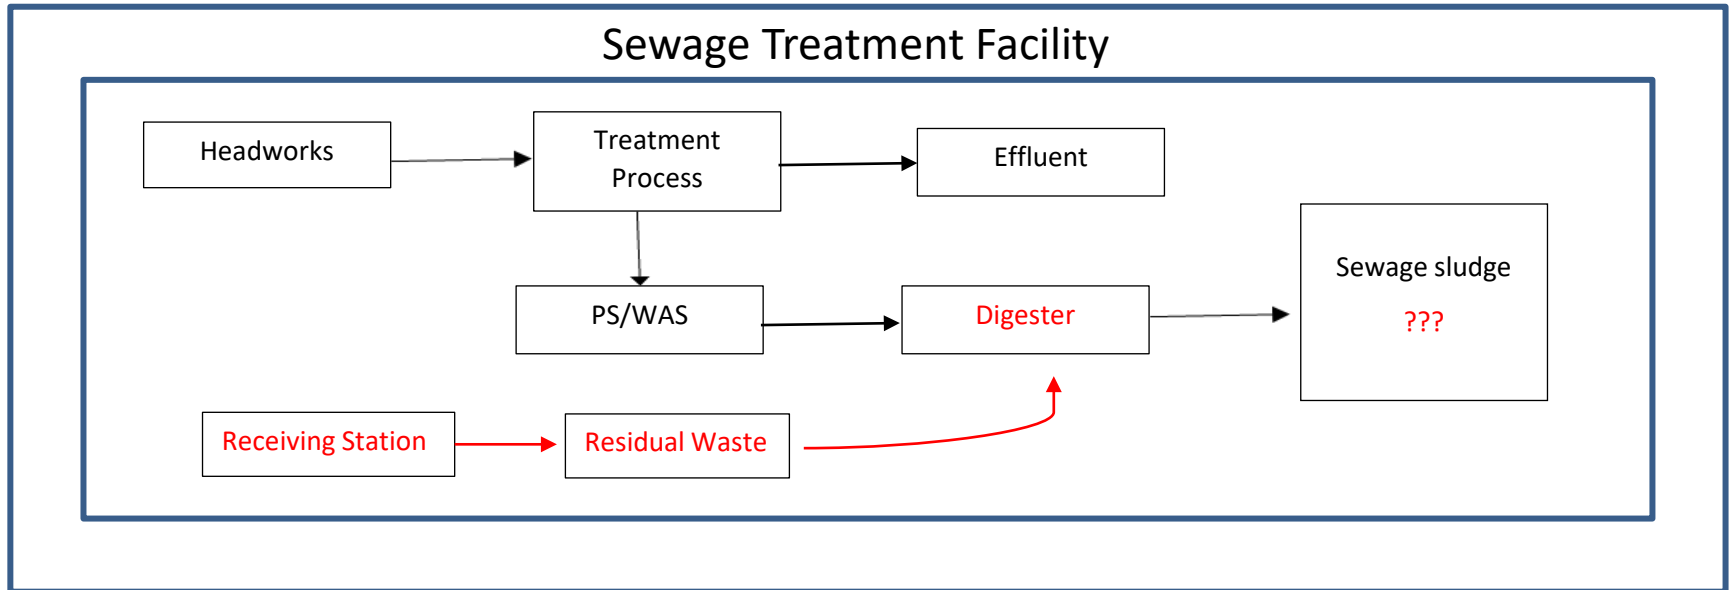 Sewage Treatment Facility
Headworks
Treatment
Process
Effluent
Sewage sludge
???
PS/WAS
Digester
Receiving Station
Residual Waste